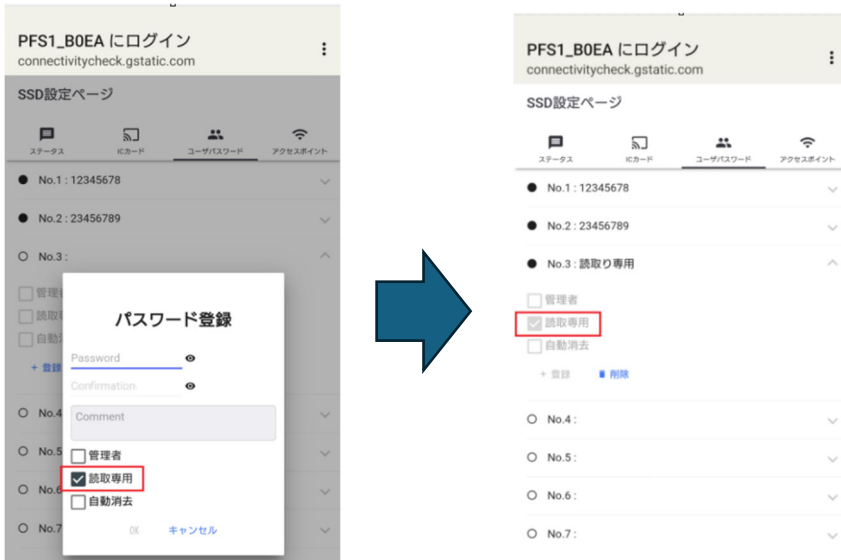 PFS1_B0EA にログイン
connectivitycheck.gstatic.com
SSD設定ページ
ステータス
ICカード
ユーザパスワード
アクセスポイント
No.1 : 12345678
No.2 : 23456789
No.3 :
管理
読取
自動
+ 登録
パスワード登録
Password
Confirmation
Comment
管理者
読取専用
自動消去
OK キャンセル
No.4
No.5
No.6
No.7
PFS1_B0EA にログイン
connectivitycheck.gstatic.com
SSD設定ページ
ステータス
ICカード
ユーザパスワード
アクセスポイント
No.1 : 12345678
No.2 : 23456789
No.3 : 読取り専用
管理者
読取専用
自動消去
+ 登録 削除
No.4 :
No.5 :
No.6 :
No.7 :